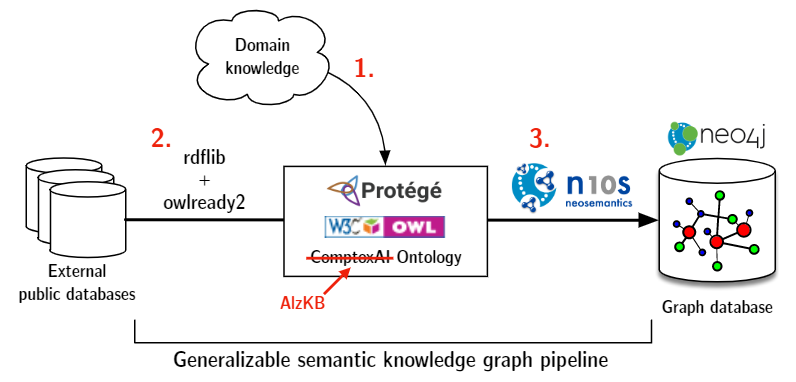 Domain
knowledge
1.
2.
rdflib
+
owlready2
3.
neo4j
Protégé
W3C OWL
ComptoxAI Ontology
AlzKB
n10s
neosemantics
External
public databases
Graph database
Generalizable semantic knowledge graph pipeline